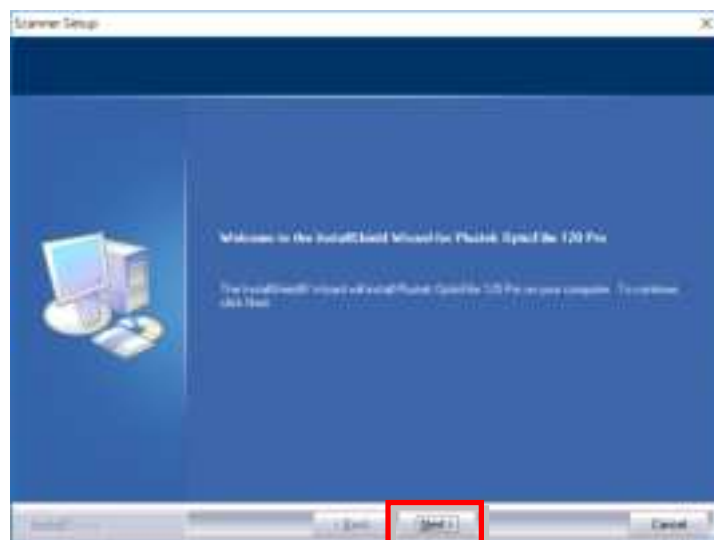 Scanner Setup
Welcome to the InstallShield Wizard for Plustek OpticFilm 120 Pro
The InstallShield® Wizard will install Plustek OpticFilm 120 Pro on your computer. To continue,
click Next.
< Back
Next >
Cancel